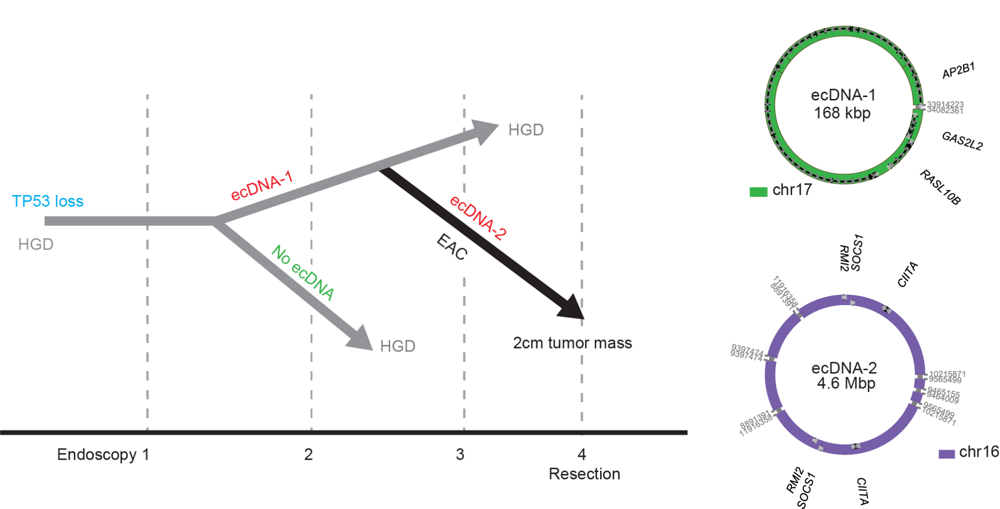 TP53 loss
HGD
ecDNA-1
No ecDNA
HGD
HGD
ecDNA-2
EAC
2cm tumor mass
Endoscopy 1
2
3
4
Resection
ecDNA-1
168 kbp
AP2B1
33914223
34082361
GAS2L2
RASL10B
chr17
RMI2
SOCS1
CIITA
11916358
8891391
9397474
9397474
ecDNA-2
4.6 Mbp
10215871
9565499
9465155
9464009
9565499
10215871
8891391
11916358
RMI2
SOCS1
CIITA
chr16